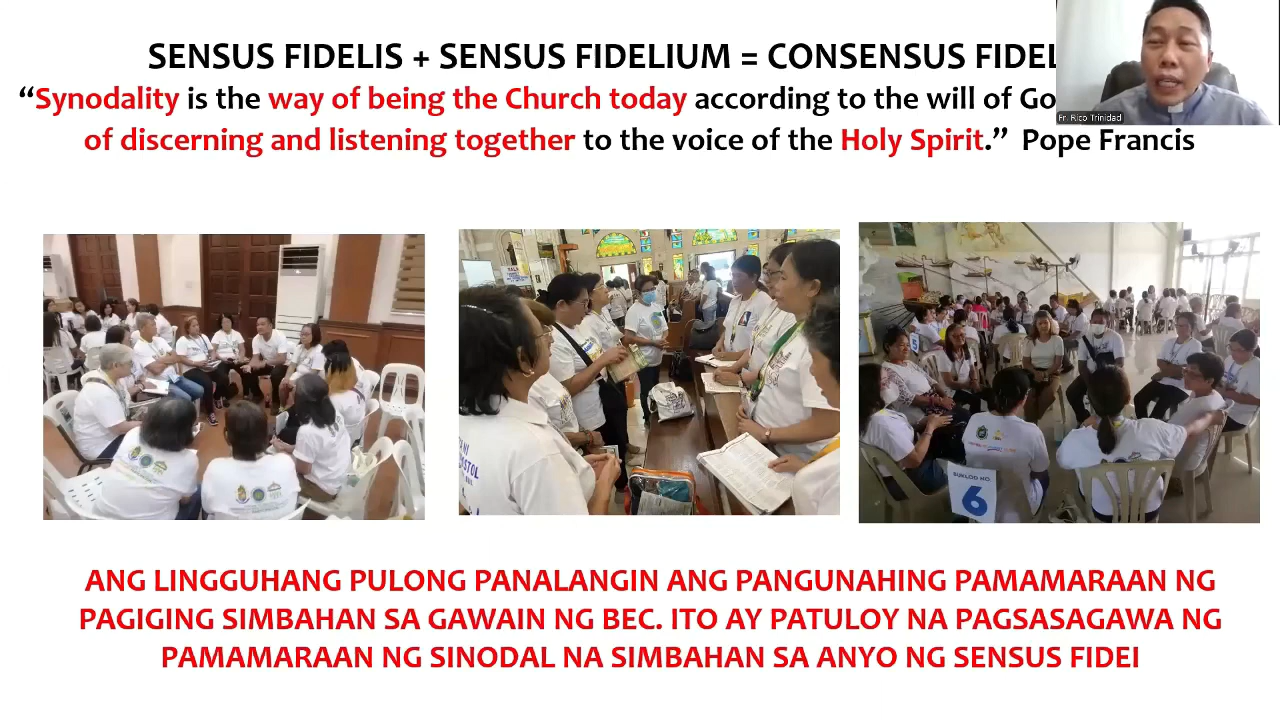 SENSUS FIDELIS + SENSUS FIDELIUM = CONSENSUS
“Synodality is the way of being the Church today according to the will of
of discerning and listening together to the voice of the Holy Spirit.” Pope Francis
Fr. Rico Trinidad
5
SUKLOB NO:
6
ANG LINGGUHANG PULONG PANALANGIN ANG PANGUNAHING PAMAMARAAN NG
PAGIGING SIMBAHAN SA GAWAIN NG BEC. ITO AY PATULOY NA PAGSASAGAWA NG
PAMAMARAAN NG SINODAL NA SIMBAHAN SA ANYO NG SENSUS FIDEI